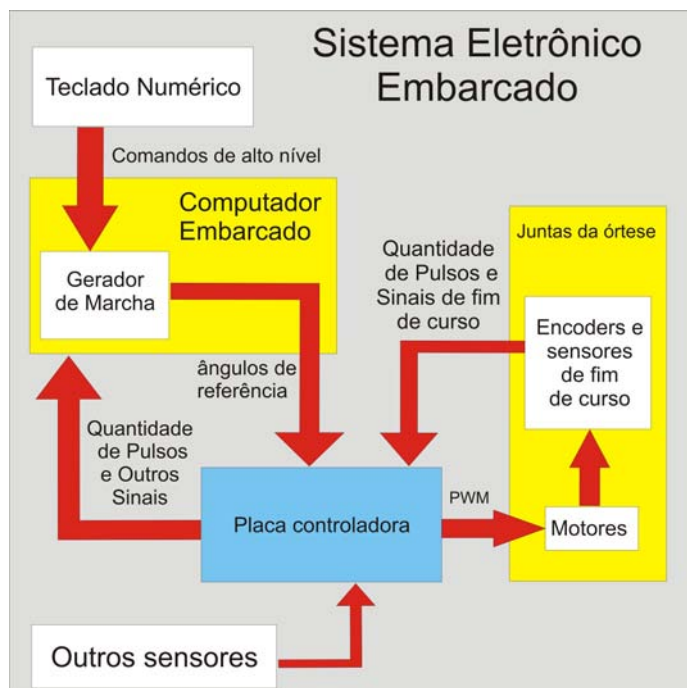 Sistema Eletrônico
Embarcado
Teclado Numérico
Comandos de alto nível
Computador
Embarcado
Gerador
de Marcha
Juntas da órtese
Quantidade
de Pulsos e
Sinais de fim
de curso
Encoders e
sensores
de fim
de curso
ângulos de
referência
Quantidade
de Pulsos
e Outros
Sinais
Placa controladora
PWM
Motores
Outros sensores